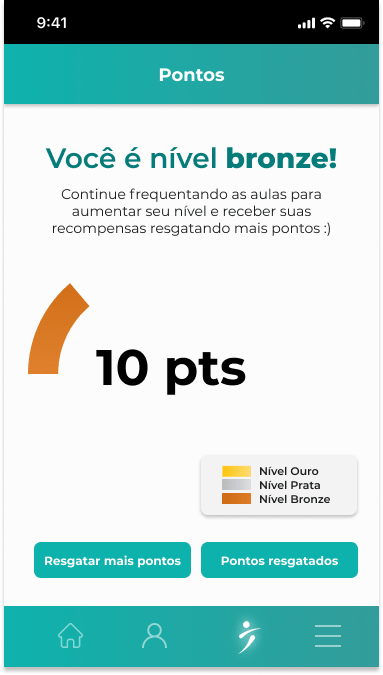 9:41
Pontos
Você é nível bronze!
Continue frequentando as aulas para
aumentar seu nível e receber suas
recompensas resgatando mais pontos :)
10 pts
Nível Ouro
Nível Prata
Nível Bronze
Resgatar mais pontos
Pontos resgatados